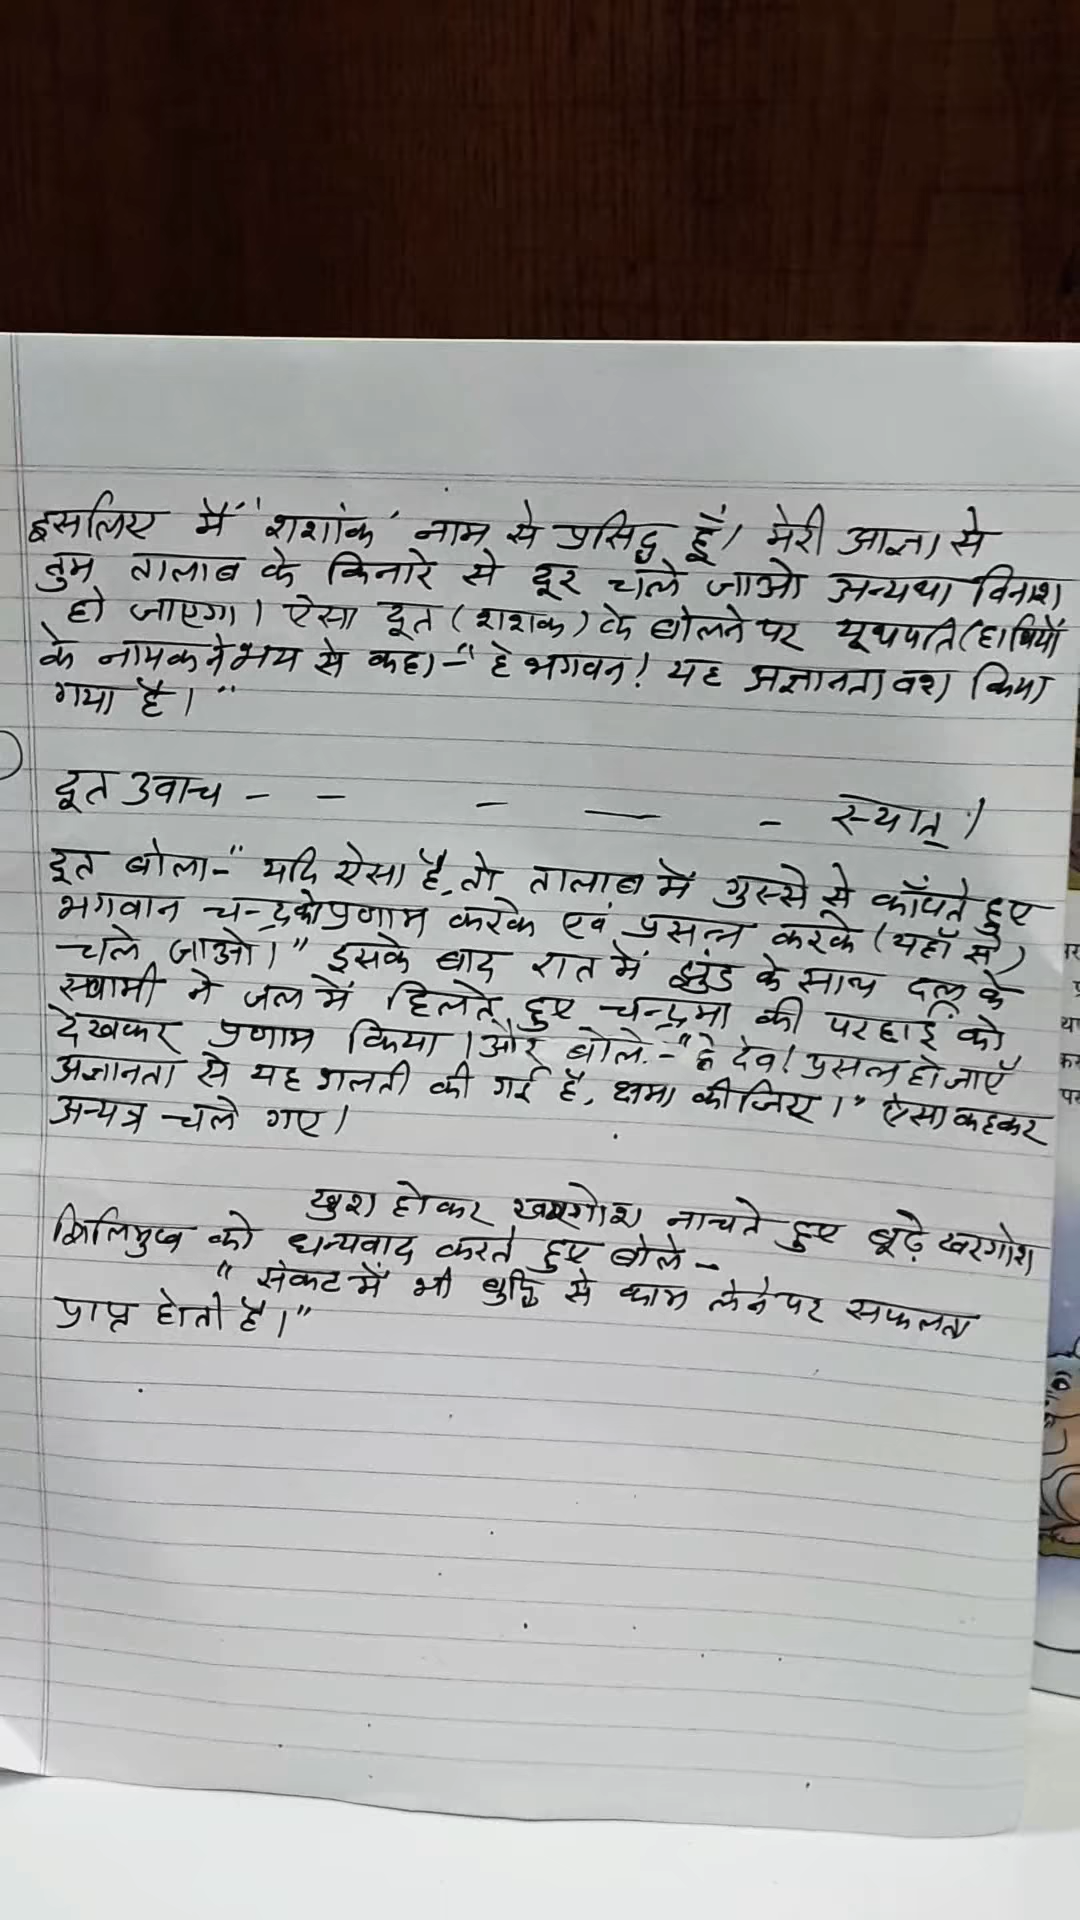 इसलिए मैं 'शशांक' नाम से प्रसिद्ध हूँ। मेरी आज्ञा से
तुम तालाब के किनारे से दूर चले जाओ अन्यथा विनाश
हो जाएगा। ऐसा दूत (शशक) के बोलने पर यूथपति (हाथियों
के नायक ने भय से कहा-" हे भगवन! यह अज्ञानता वश किया
गया है।"
दूत उवाच - - - — - स्यात्।
दूत बोला-" यदि ऐसा है, तो तालाब में गुस्से से काँपते हुए
भगवान चन्द्र को प्रणाम करके एवं प्रसन्न करके (यहाँ से)
चले जाओ।" इसके बाद रात में झुंड के साथ दल के
स्वामी ने जल में हिलते हुए चन्द्रमा की परहाई को
देखकर प्रणाम किया। और बोले.-" हे देव! प्रसन्न हो जाएँ
अज्ञानता से यह गलती की गई है, क्षमा कीजिए।" ऐसा कहकर
अन्यत्र चले गए।
खुश होकर खरगोश नाचते हुए बूढ़े खरगोश
शिलिमुख को धन्यवाद करते हुए बोले -
" संकट में भी बुद्धि से काम लेने पर सफलता
प्राप्त होती है।"